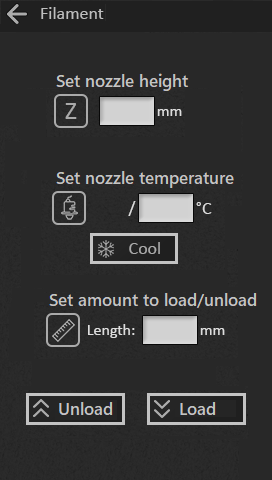 Filament
Set nozzle height
Z mm
Set nozzle temperature
/ °C
Cool
Set amount to load/unload
Length: mm
Unload Load